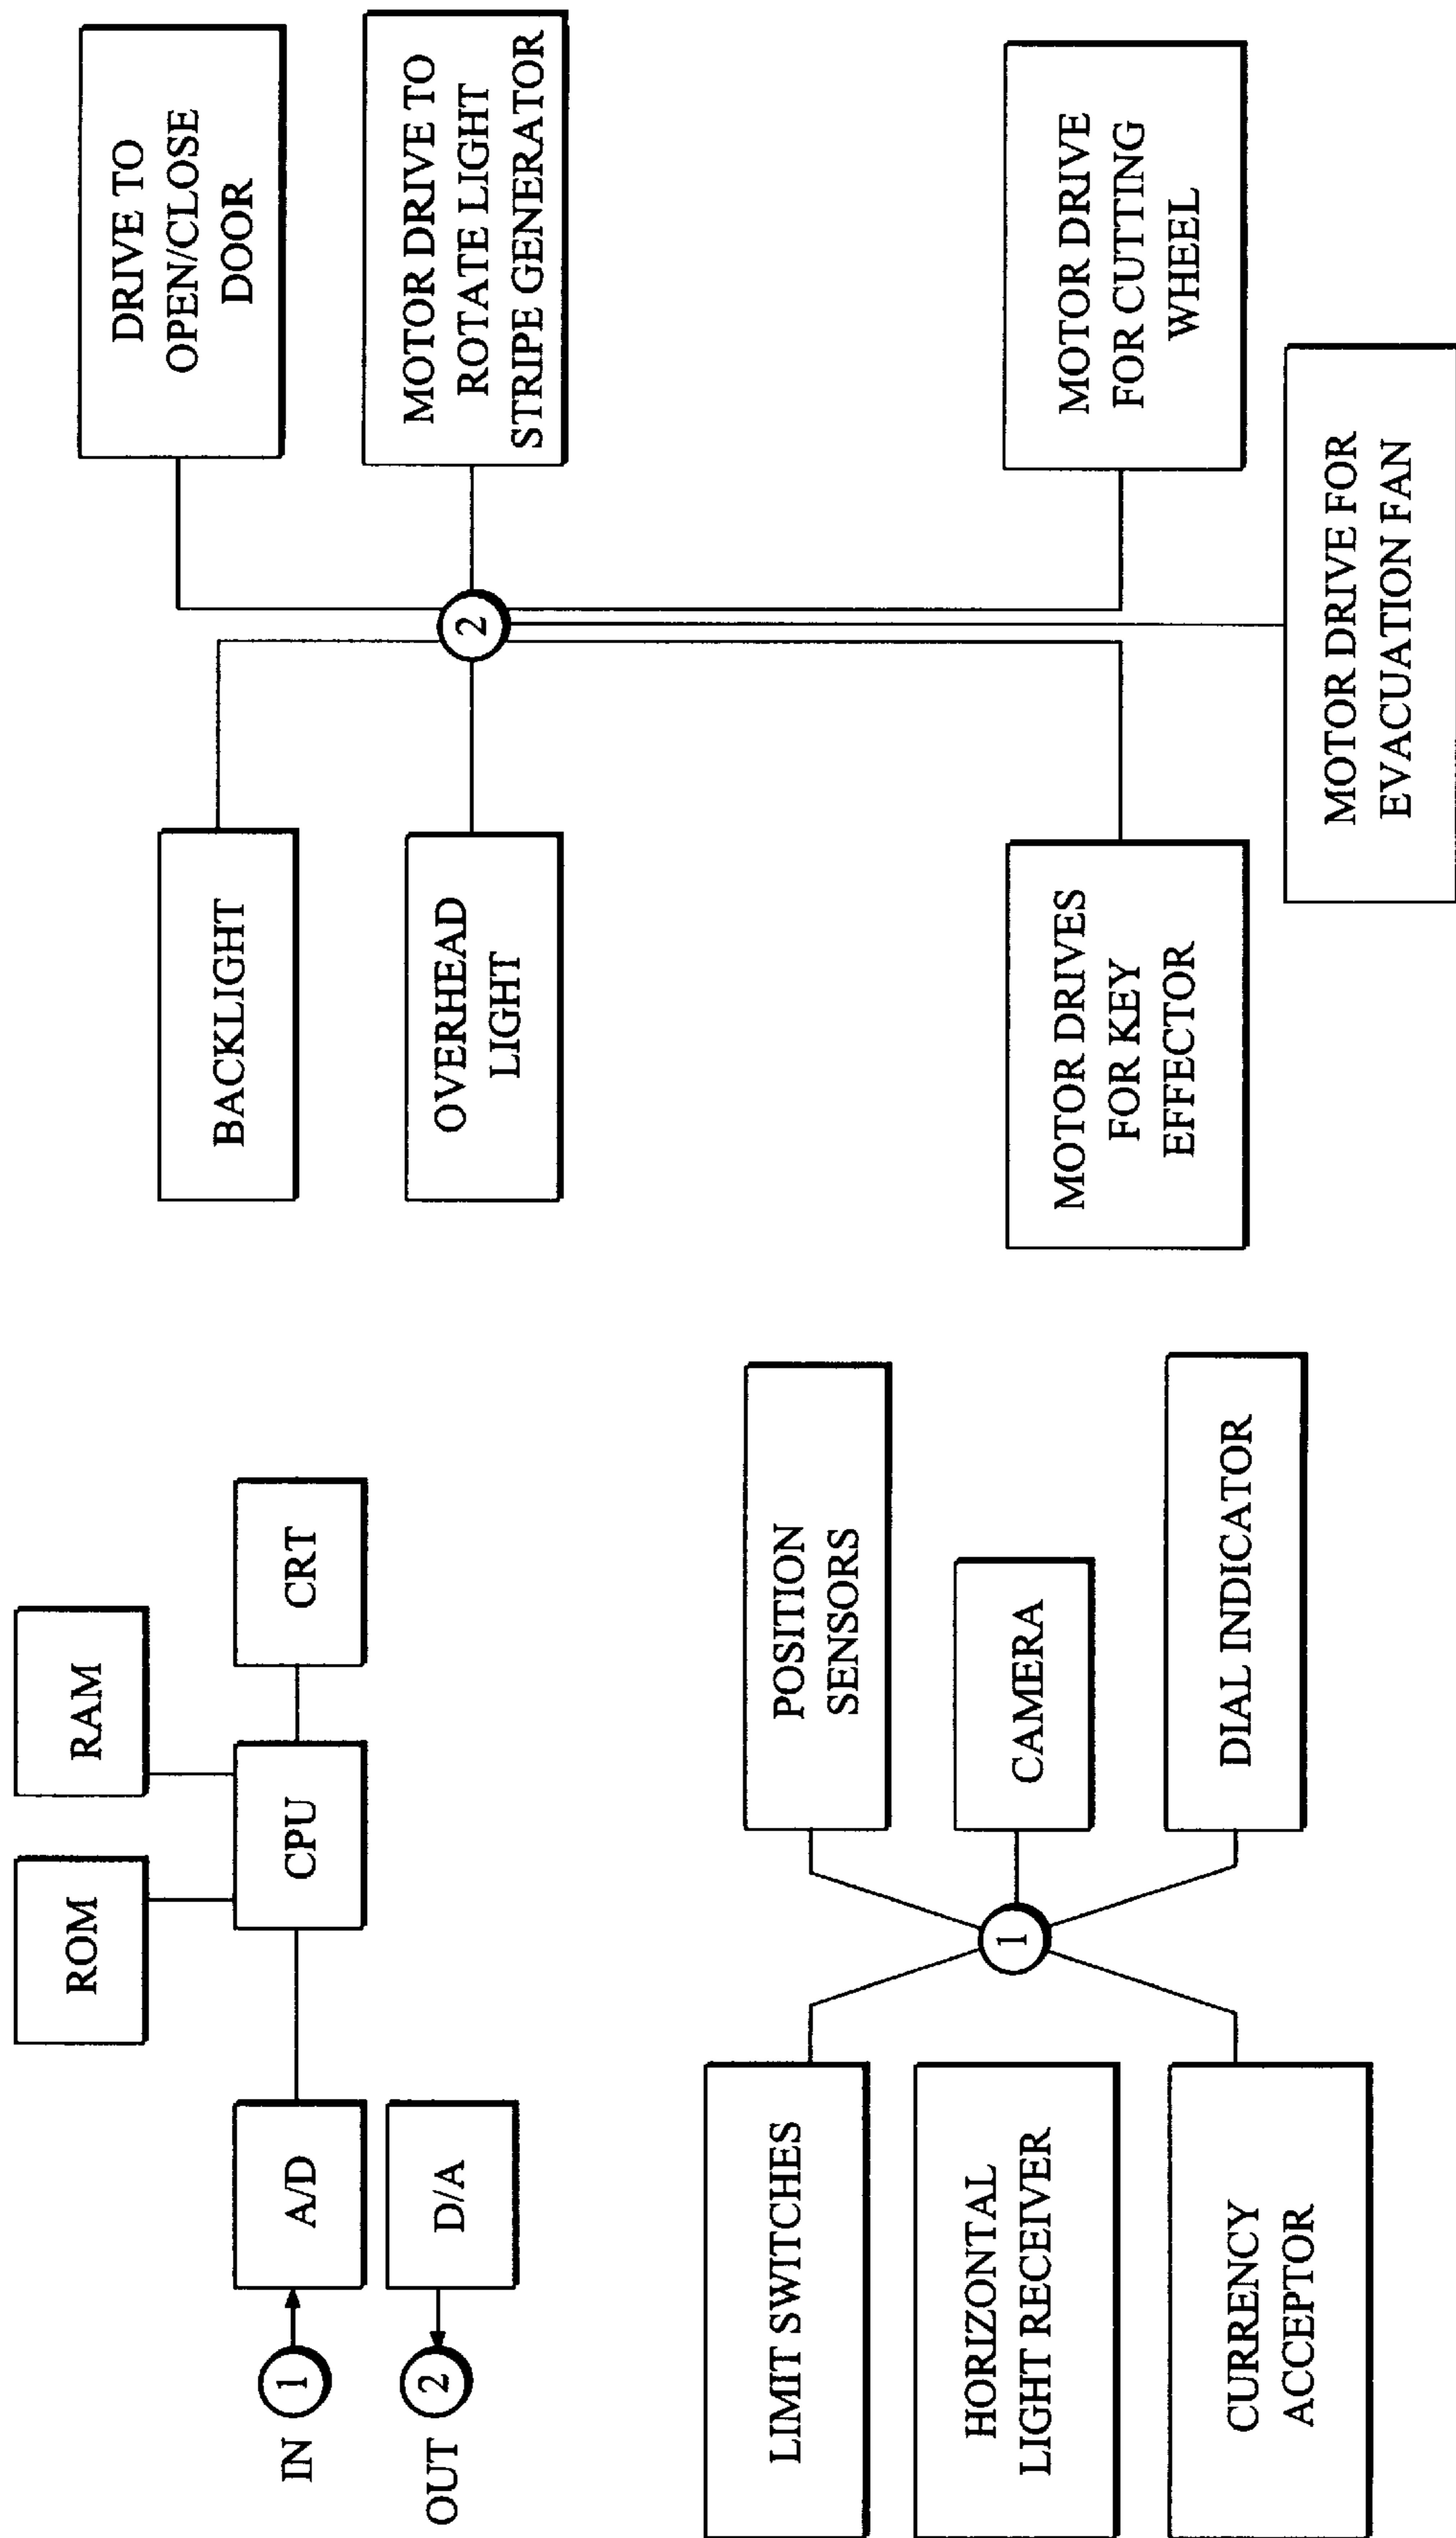 ROM
RAM
IN
1
A/D
CPU
CRT
OUT
2
D/A
LIMIT SWITCHES
HORIZONTAL
LIGHT RECEIVER
CURRENCY
ACCEPTOR
1
POSITION
SENSORS
CAMERA
DIAL INDICATOR
BACKLIGHT
OVERHEAD
LIGHT
MOTOR DRIVES
FOR KEY
EFFECTOR
2
DRIVE TO
OPEN/CLOSE
DOOR
MOTOR DRIVE TO
ROTATE LIGHT
STRIPE GENERATOR
MOTOR DRIVE
FOR CUTTING
WHEEL
MOTOR DRIVE FOR
EVACUATION FAN